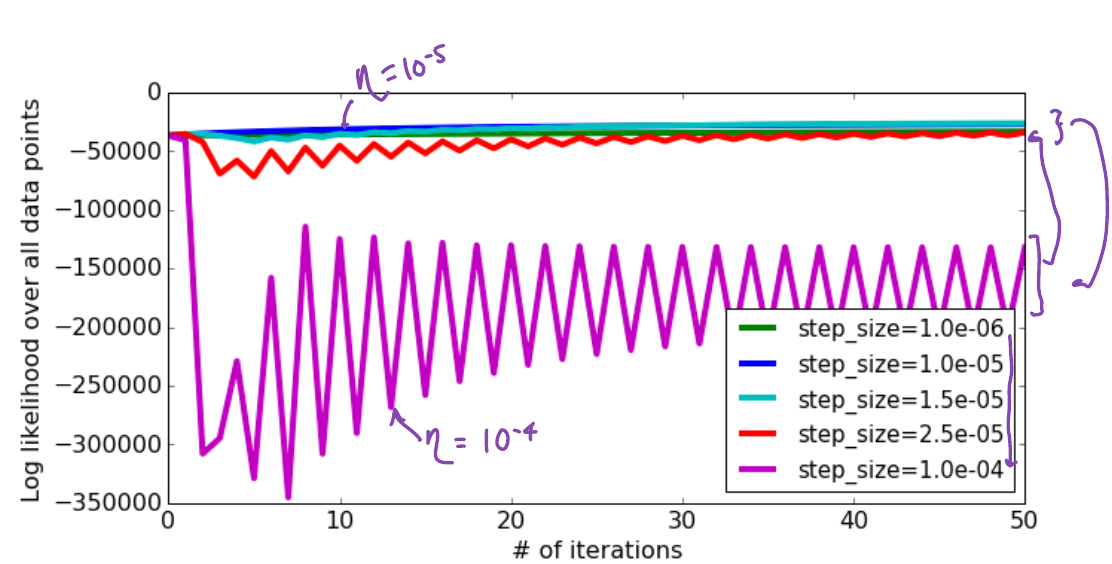 η=10⁻⁵
0
−50000
−100000
−150000
−200000
−250000
−300000
−350000
Log likelihood over all data points
step_size=1.0e-06
step_size=1.0e-05
step_size=1.5e-05
step_size=2.5e-05
step_size=1.0e-04
η = 10⁻⁴
0 10 20 30 40 50
# of iterations